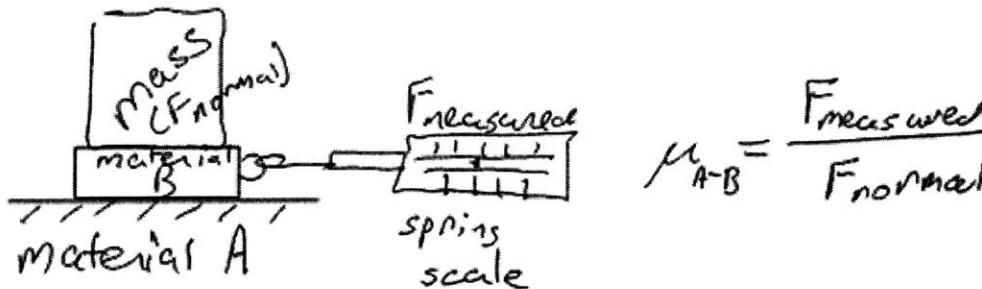 mass
(Fnormal)
material
B
material A
Fmeasured
spring
scale
μA-B = Fmeasured
Fnormal